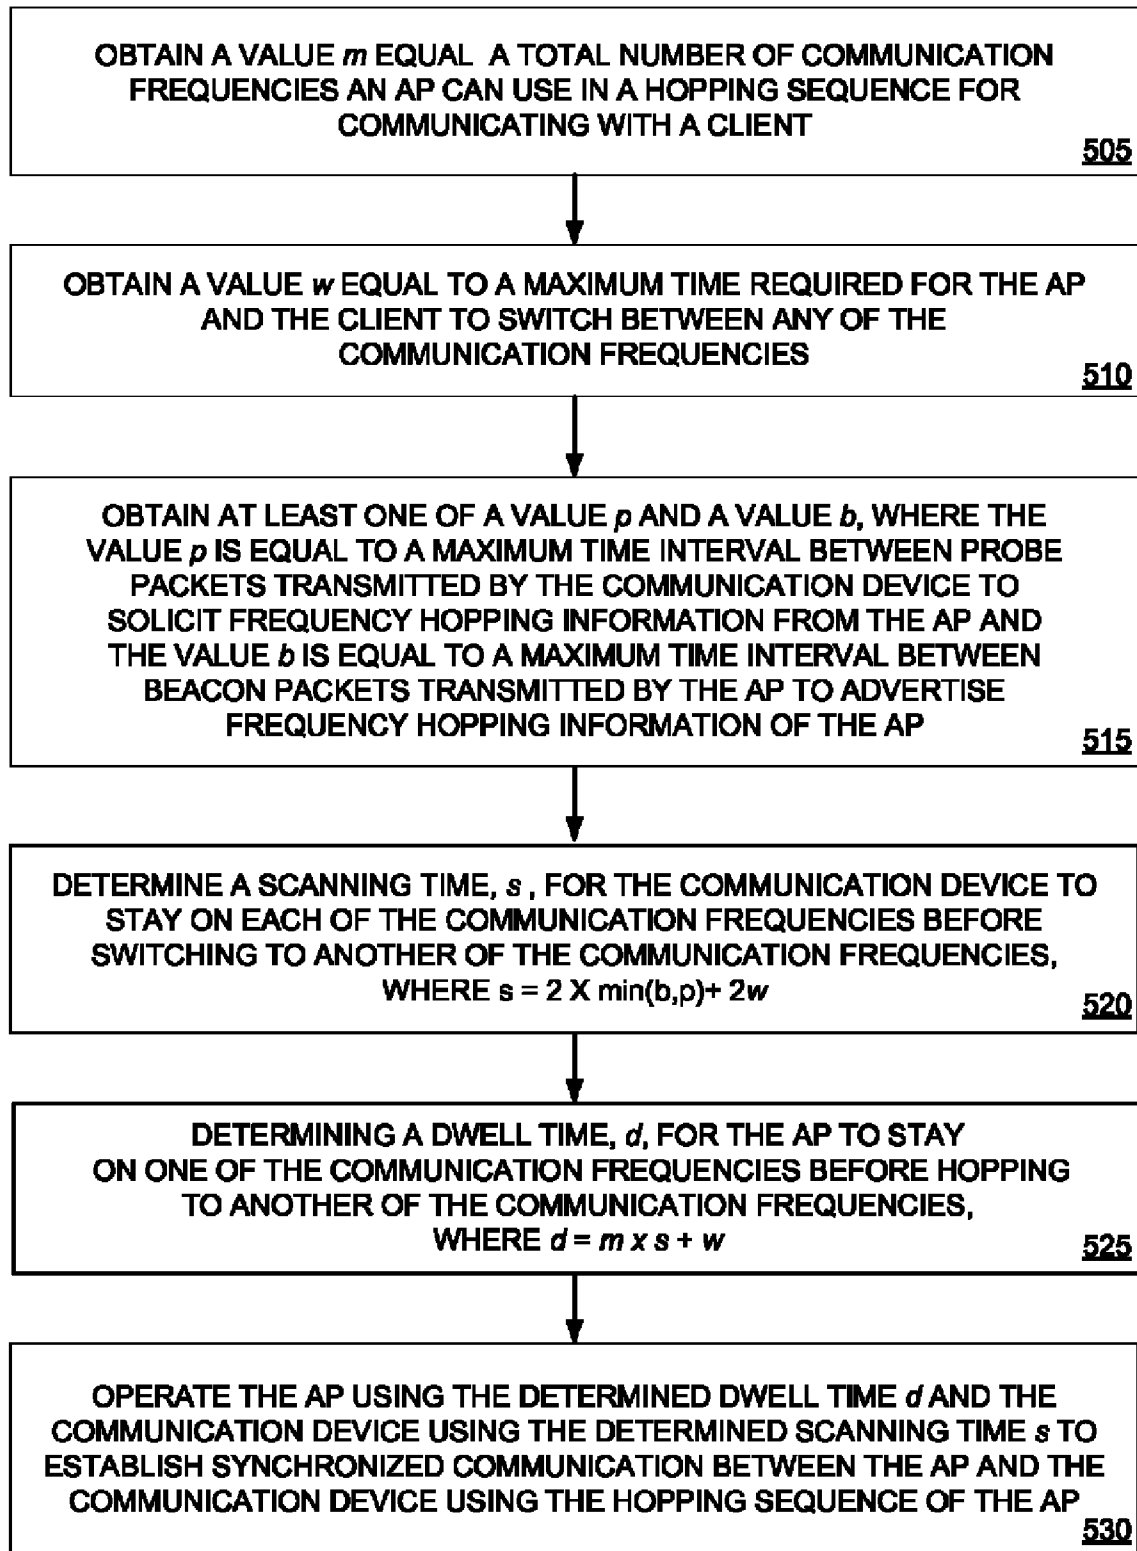 OBTAIN A VALUE m EQUAL A TOTAL NUMBER OF COMMUNICATION
FREQUENCIES AN AP CAN USE IN A HOPPING SEQUENCE FOR
COMMUNICATING WITH A CLIENT
505
OBTAIN A VALUE w EQUAL TO A MAXIMUM TIME REQUIRED FOR THE AP
AND THE CLIENT TO SWITCH BETWEEN ANY OF THE
COMMUNICATION FREQUENCIES
510
OBTAIN AT LEAST ONE OF A VALUE p AND A VALUE b, WHERE THE
VALUE p IS EQUAL TO A MAXIMUM TIME INTERVAL BETWEEN PROBE
PACKETS TRANSMITTED BY THE COMMUNICATION DEVICE TO
SOLICIT FREQUENCY HOPPING INFORMATION FROM THE AP AND
THE VALUE b IS EQUAL TO A MAXIMUM TIME INTERVAL BETWEEN
BEACON PACKETS TRANSMITTED BY THE AP TO ADVERTISE
FREQUENCY HOPPING INFORMATION OF THE AP
515
DETERMINE A SCANNING TIME, s , FOR THE COMMUNICATION DEVICE TO
STAY ON EACH OF THE COMMUNICATION FREQUENCIES BEFORE
SWITCHING TO ANOTHER OF THE COMMUNICATION FREQUENCIES,
WHERE s = 2 X min(b,p)+ 2w
520
DETERMINING A DWELL TIME, d, FOR THE AP TO STAY
ON ONE OF THE COMMUNICATION FREQUENCIES BEFORE HOPPING
TO ANOTHER OF THE COMMUNICATION FREQUENCIES,
WHERE d = m x s + w
525
OPERATE THE AP USING THE DETERMINED DWELL TIME d AND THE
COMMUNICATION DEVICE USING THE DETERMINED SCANNING TIME s TO
ESTABLISH SYNCHRONIZED COMMUNICATION BETWEEN THE AP AND THE
COMMUNICATION DEVICE USING THE HOPPING SEQUENCE OF THE AP
530